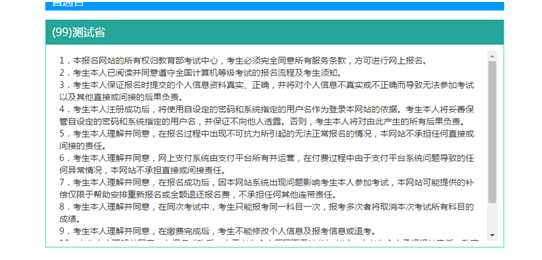 (99)测试省
1．本报名网站的所有权归教育部考试中心，考生必须完全同意所有服务条款，方可进行网上报名。
2．考生本人已阅读并同意遵守全国计算机等级考试的报名流程及考生须知。
3．考生本人保证报名时提交的个人信息资料真实、正确，并将对个人信息不真实或不正确而导致无法参加考试
以及其他直接或间接的后果负责。
4．考生本人注册成功后，将使用自设定的密码和系统指定的用户名作为登录本网站的依据。考生本人将妥善保
管自设定的密码和系统指定的用户名，并保证不向他人透露。否则，考生本人将对由此产生的所有后果负责。
5．考生本人理解并同意，在报名过程中出现不可抗力所引起的无法正常报名的情况，本网站不承担任何直接或
间接的责任。
6．考生本人理解并同意，网上支付系统由支付平台所有并运营，在付费过程中由于支付平台系统问题导致的任
何异常情况，本网站不承担直接或间接责任。
7．考生本人理解并同意，在报名成功后，因本网站系统出现问题影响考生本人参加考试，本网站可能提供的补
偿仅限于帮助安排重新报名或全额退还报名费，不承担任何其他连带责任。
8．考生本人理解并同意，在同次考试中，考生只能报考同一科目一次，报考多次者将取消本次考试所有科目的
成绩。
9．考生本人理解并同意，在缴费完成后，考生不能修改个人信息及报考信息或退考。